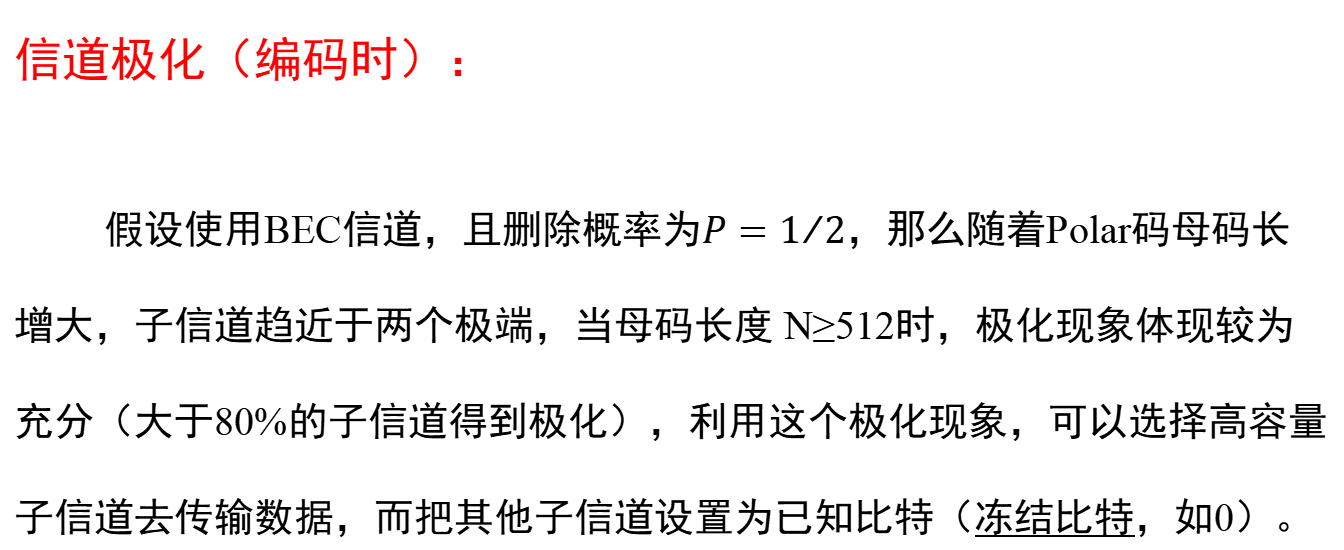 信道极化（编码时）：
假设使用BEC信道，且删除概率为P = 1/2，那么随着Polar码母码长
增大，子信道趋近于两个极端，当母码长度 N≥512时，极化现象体现较为
充分（大于80%的子信道得到极化），利用这个极化现象，可以选择高容量
子信道去传输数据，而把其他子信道设置为已知比特（冻结比特，如0）。